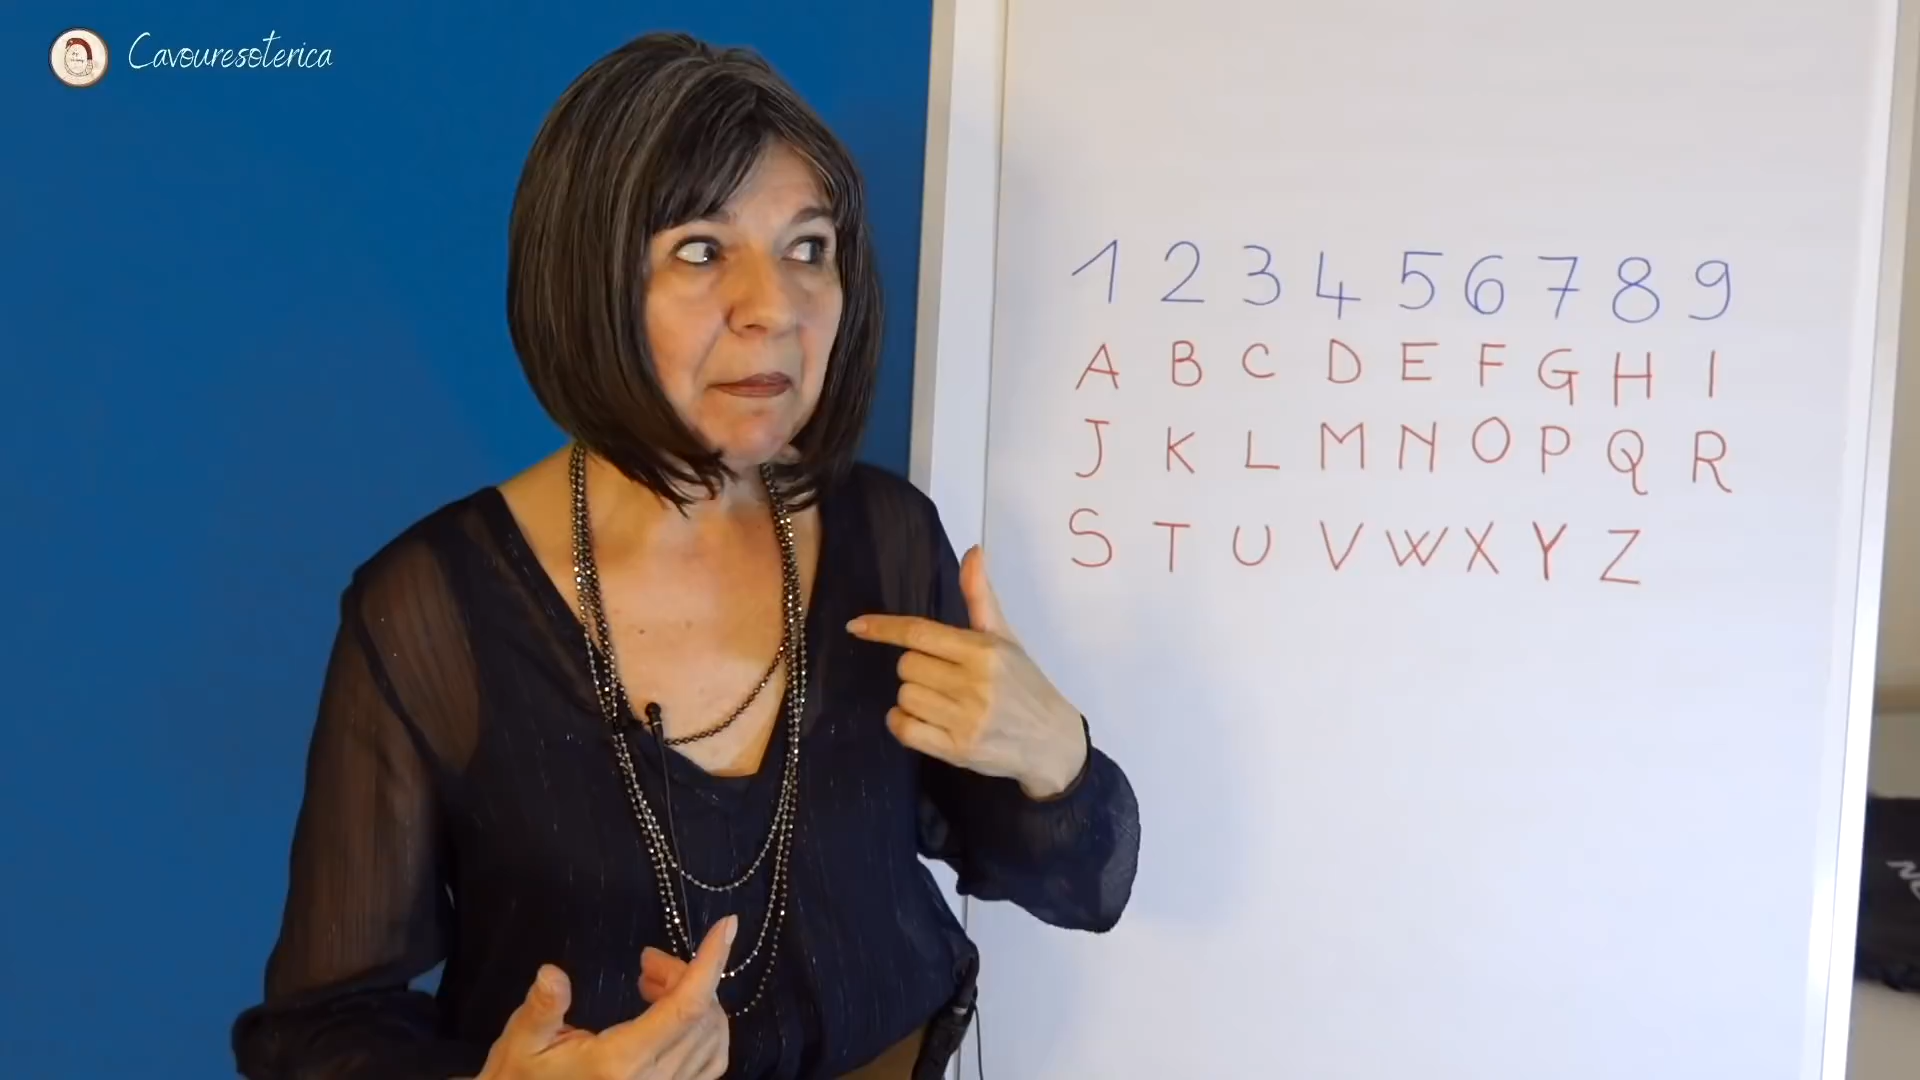 Cavouresoterica
1 2 3 4 5 6 7 8 9
A B C D E F G H I
J K L M N O P Q R
S T U V W X Y Z